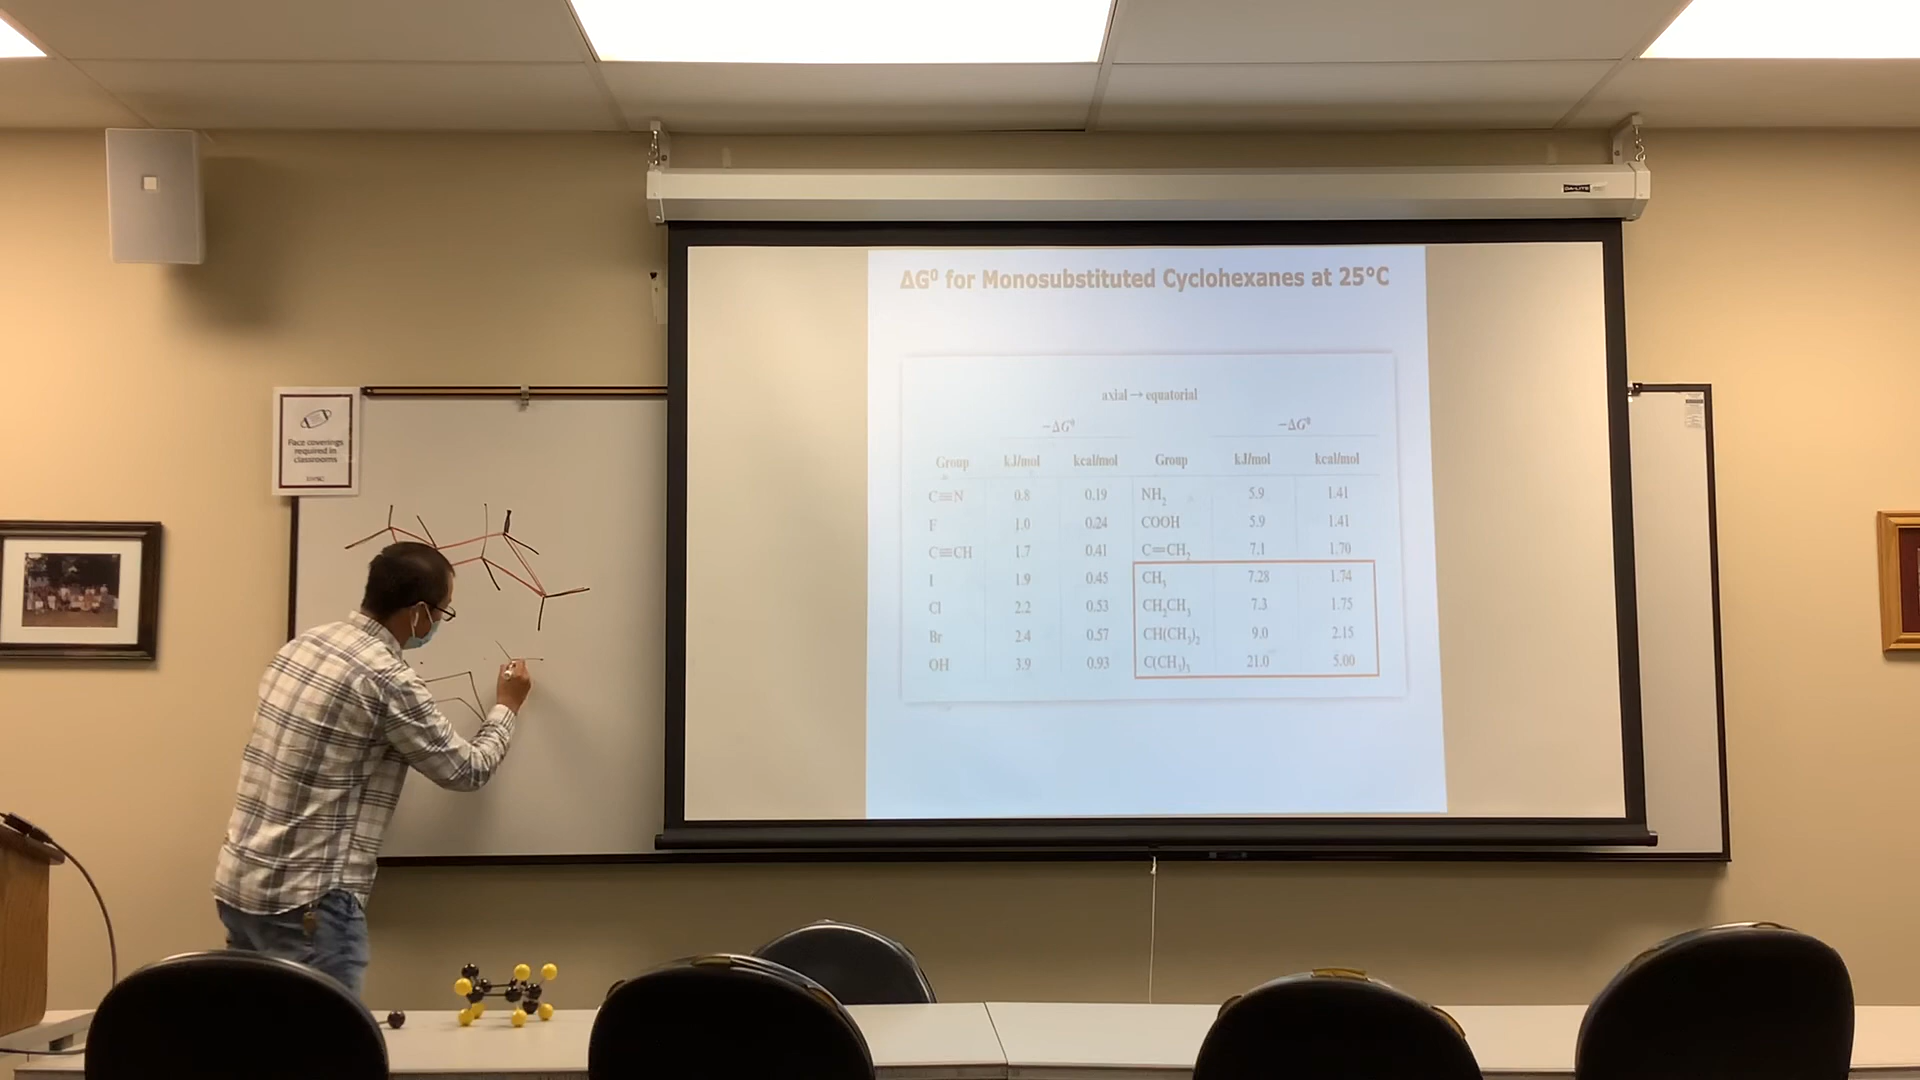 DA-LITE
ΔG⁰ for Monosubstituted Cyclohexanes at 25°C
axial → equatorial
−ΔG⁰ −ΔG⁰
Group kJ/mol kcal/mol Group kJ/mol kcal/mol
C≡N 0.8 0.19 NH₂ 5.9 1.41
F 1.0 0.24 COOH 5.9 1.41
C≡CH 1.7 0.41 C=CH₂ 7.1 1.70
I 1.9 0.45 CH₃ 7.28 1.74
Cl 2.2 0.53 CH₂CH₃ 7.3 1.75
Br 2.4 0.57 CH(CH₃)₂ 9.0 2.15
OH 3.9 0.93 C(CH₃)₃ 21.0 5.00
Face coverings
required in
classrooms